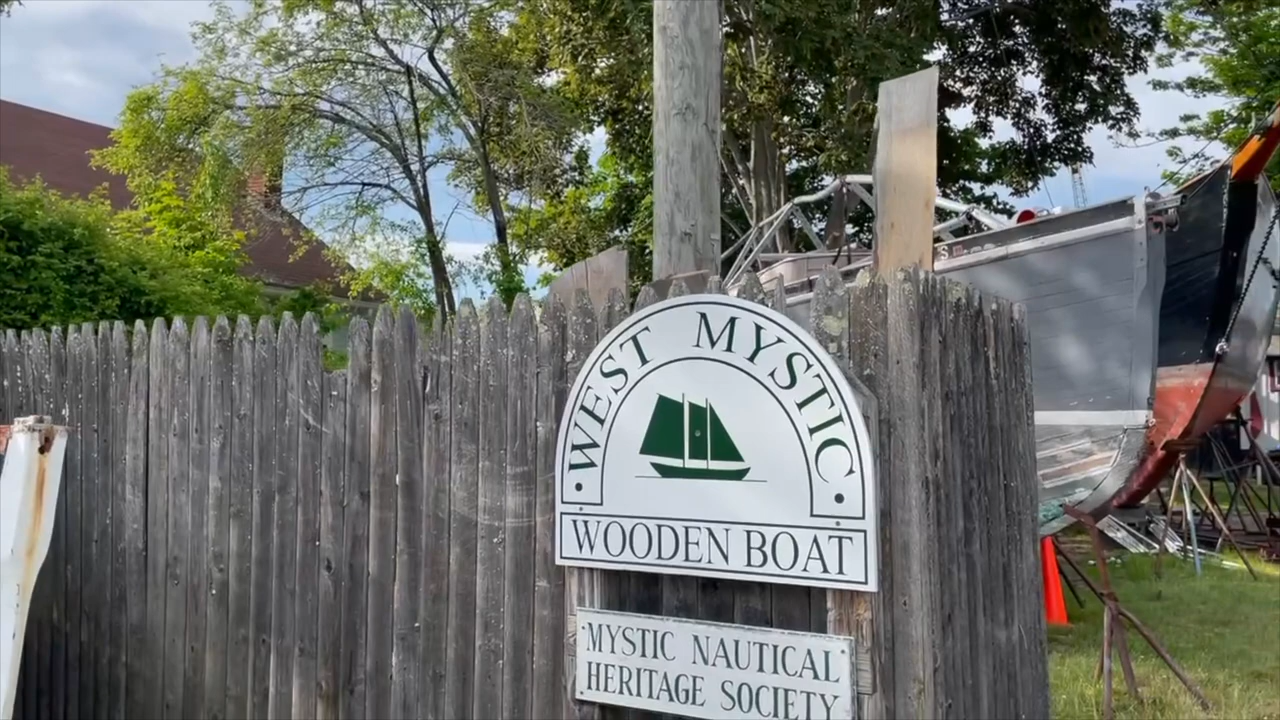 WEST MYSTIC
WOODEN BOAT
MYSTIC NAUTICAL
HERITAGE SOCIETY